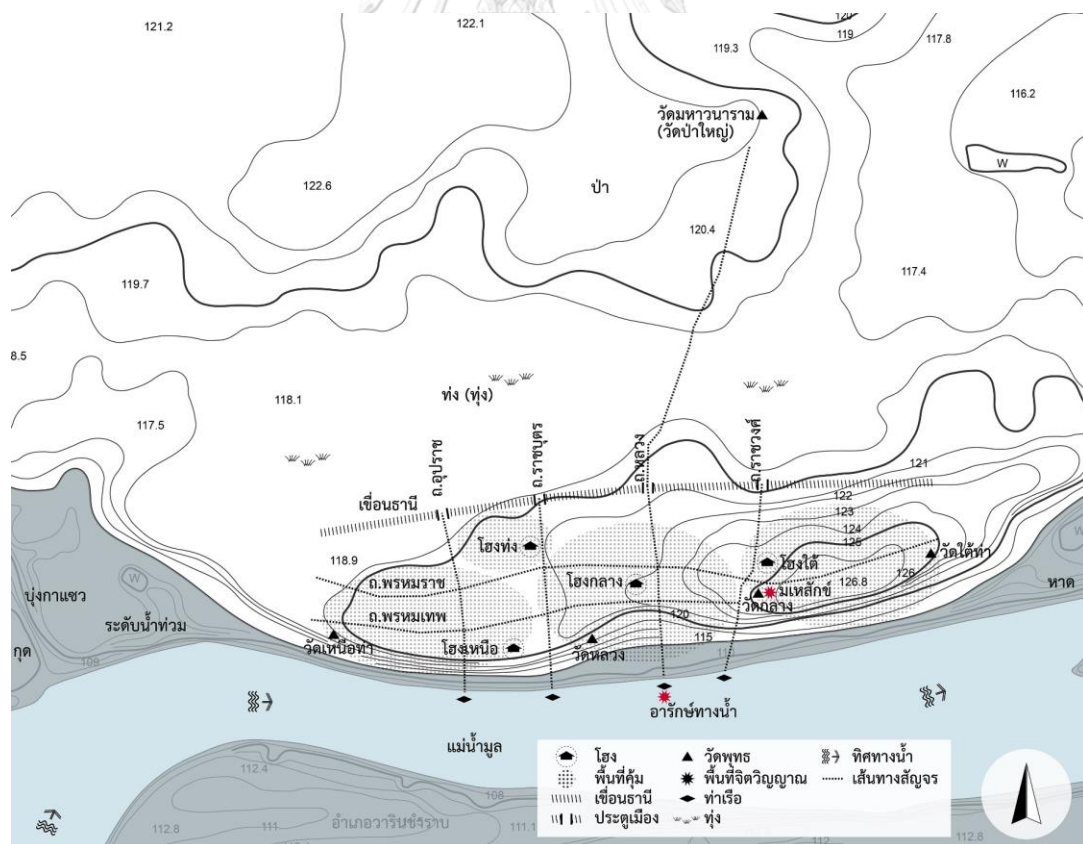 121.2
122.1
120
119
119.3
117.8
116.2
วัดมหาวนาราม
(วัดป่าใหญ่)
W
122.6
ป่า
120.4
119.7
117.4
8.5
118.1
ท่ง (ทุ่ง)
117.5
ถ.อุปราช
ถ.ราชบุตร
ถ.หลวง
ถ.ราชวงศ์
121
เขื่อนธานี
122
123
124
125
118.9
โฮงท่ง
โฮงใต้
วัดใต้ท่า
W
ถ.พรหมราช
โฮงกลาง
126.8
126
มเหสักข์
หาด
บุ่งกาแซว
วัดกลาง
ถ.พรหมเทพ
120
ระดับน้ำท่วม
115
วัดเหนือท่า
โฮงเหนือ
วัดหลวง
กุด
109
อารักษ์ทางน้ำ
แม่น้ำมูล
โฮง
วัดพุทธ
ทิศทางน้ำ
พื้นที่คุ้ม
พื้นที่จิตวิญญาณ
เส้นทางสัญจร
เขื่อนธานี
ท่าเรือ
ประตูเมือง
ทุ่ง
112.4
108
112.8
111
อำเภอวารินชำราบ
111.1
112
112.8